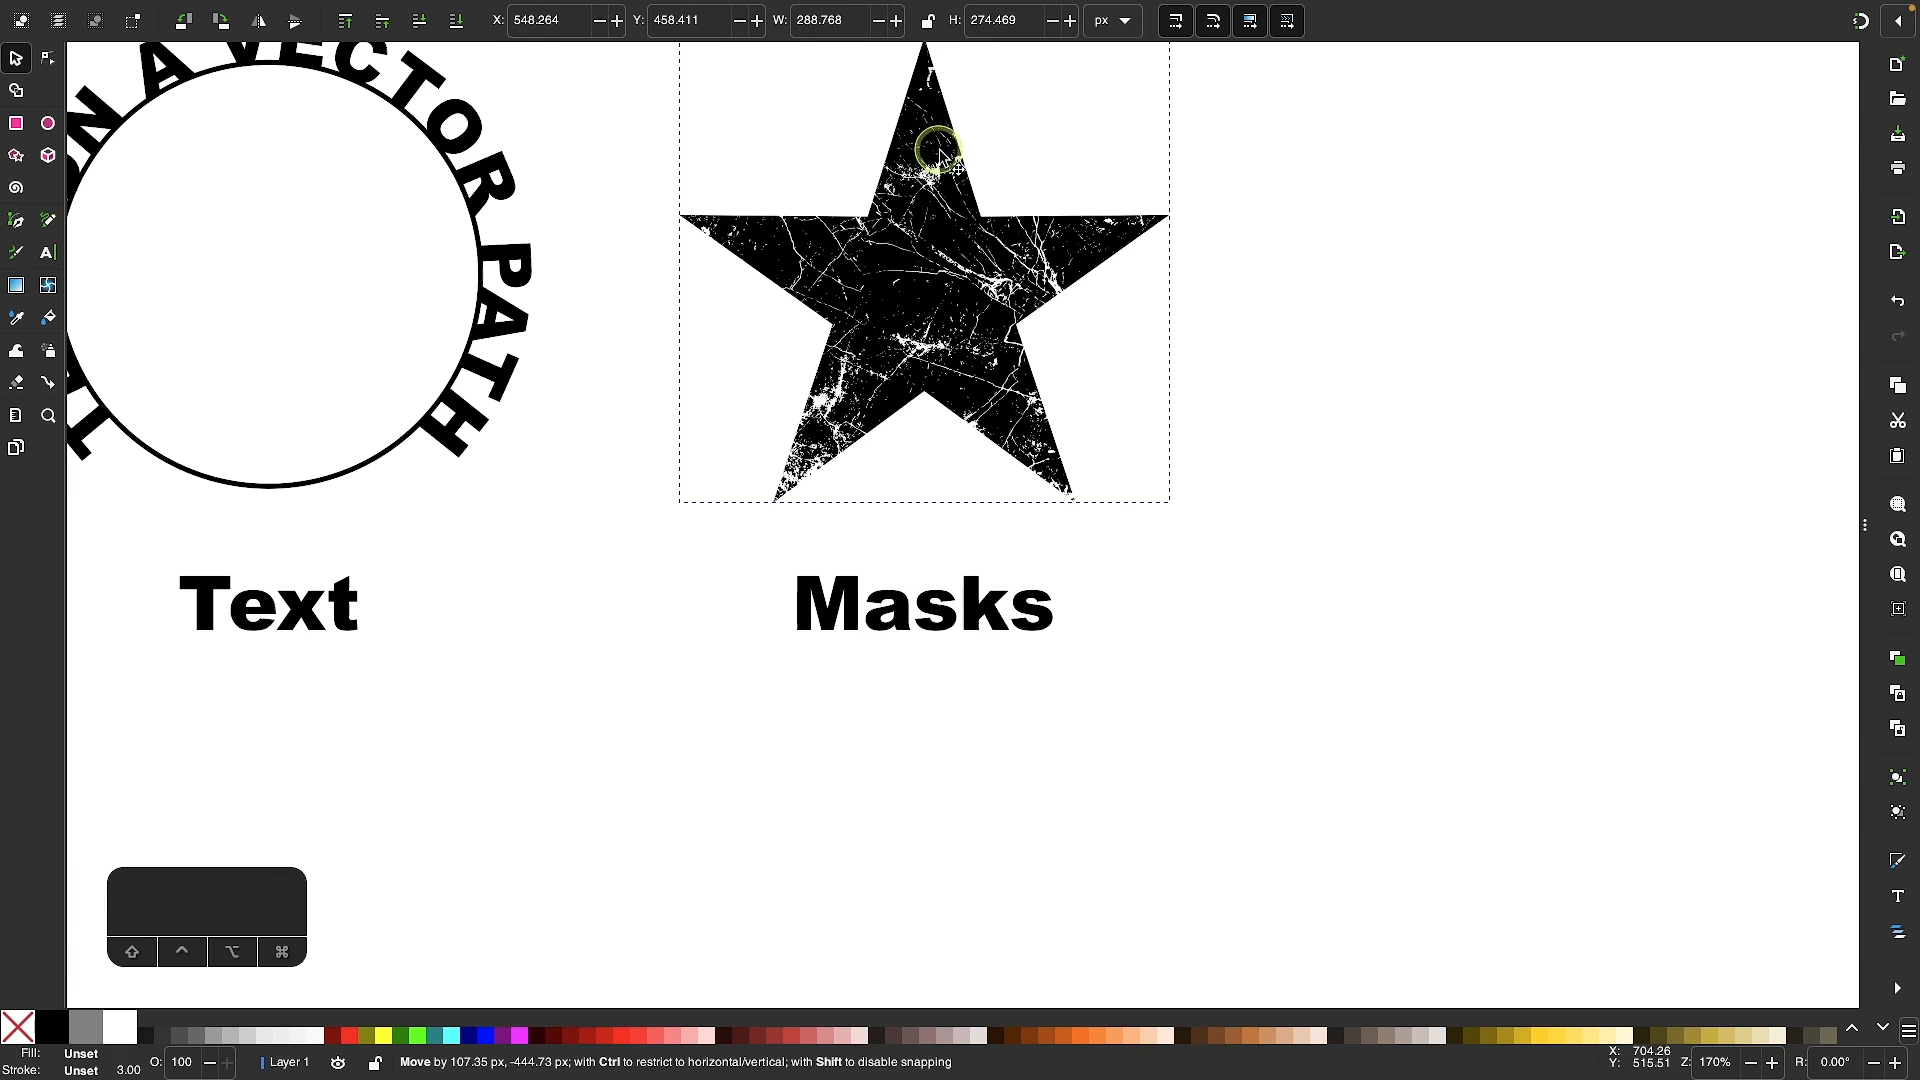 X: 548.264 Y: 458.411 W: 288.768 H: 274.469 px
N A VECTOR PATH
Text
Masks
Fill: Unset
Stroke: Unset 3.00
O: 100
Layer 1
Move by 107.35 px, -444.73 px; with Ctrl to restrict to horizontal/vertical; with Shift to disable snapping
X: 704.26
Y: 515.51
Z: 170%
R: 0.00°